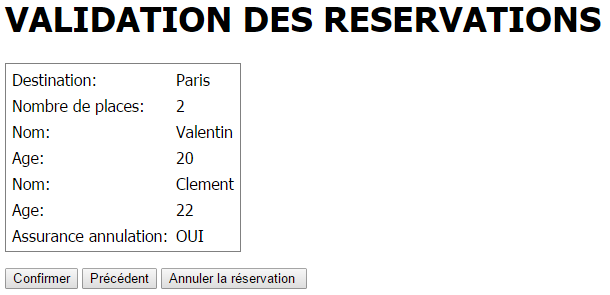 VALIDATION DES RESERVATIONS
Destination: Paris
Nombre de places: 2
Nom: Valentin
Age: 20
Nom: Clement
Age: 22
Assurance annulation: OUI
Confirmer Précédent Annuler la réservation